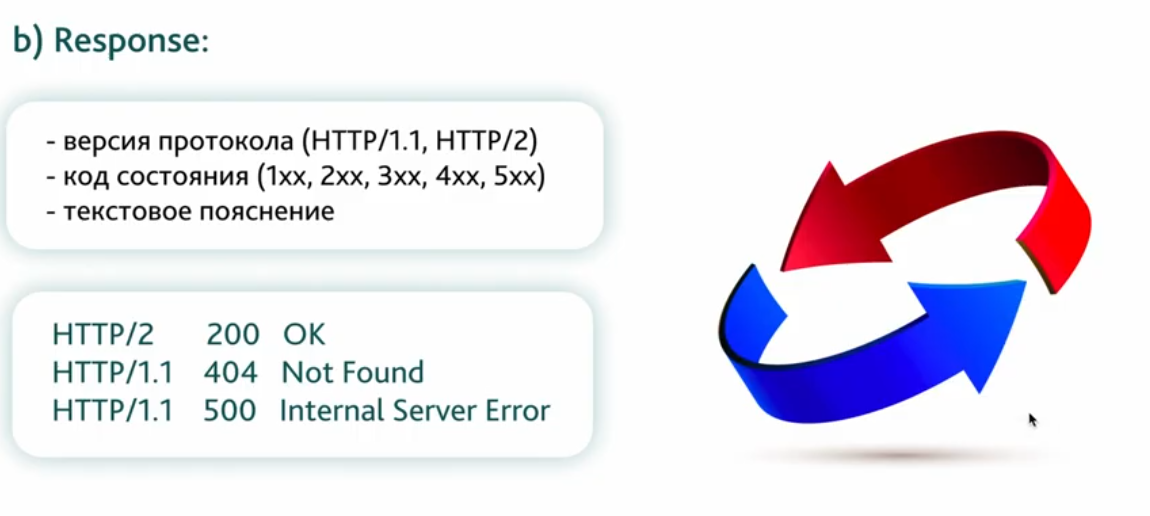 b) Response:
- версия протокола (HTTP/1.1, HTTP/2)
- код состояния (1xx, 2xx, 3xx, 4xx, 5xx)
- текстовое пояснение
HTTP/2 200 OK
HTTP/1.1 404 Not Found
HTTP/1.1 500 Internal Server Error